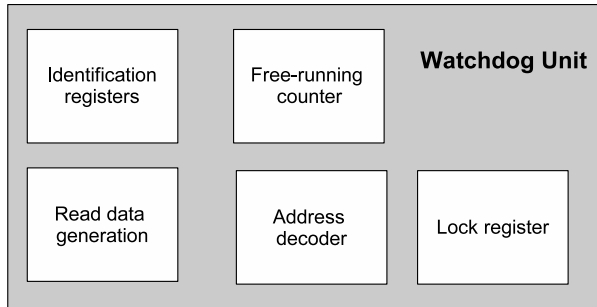 Identification
registers
Free-running
counter
Watchdog Unit
Read data
generation
Address
decoder
Lock register